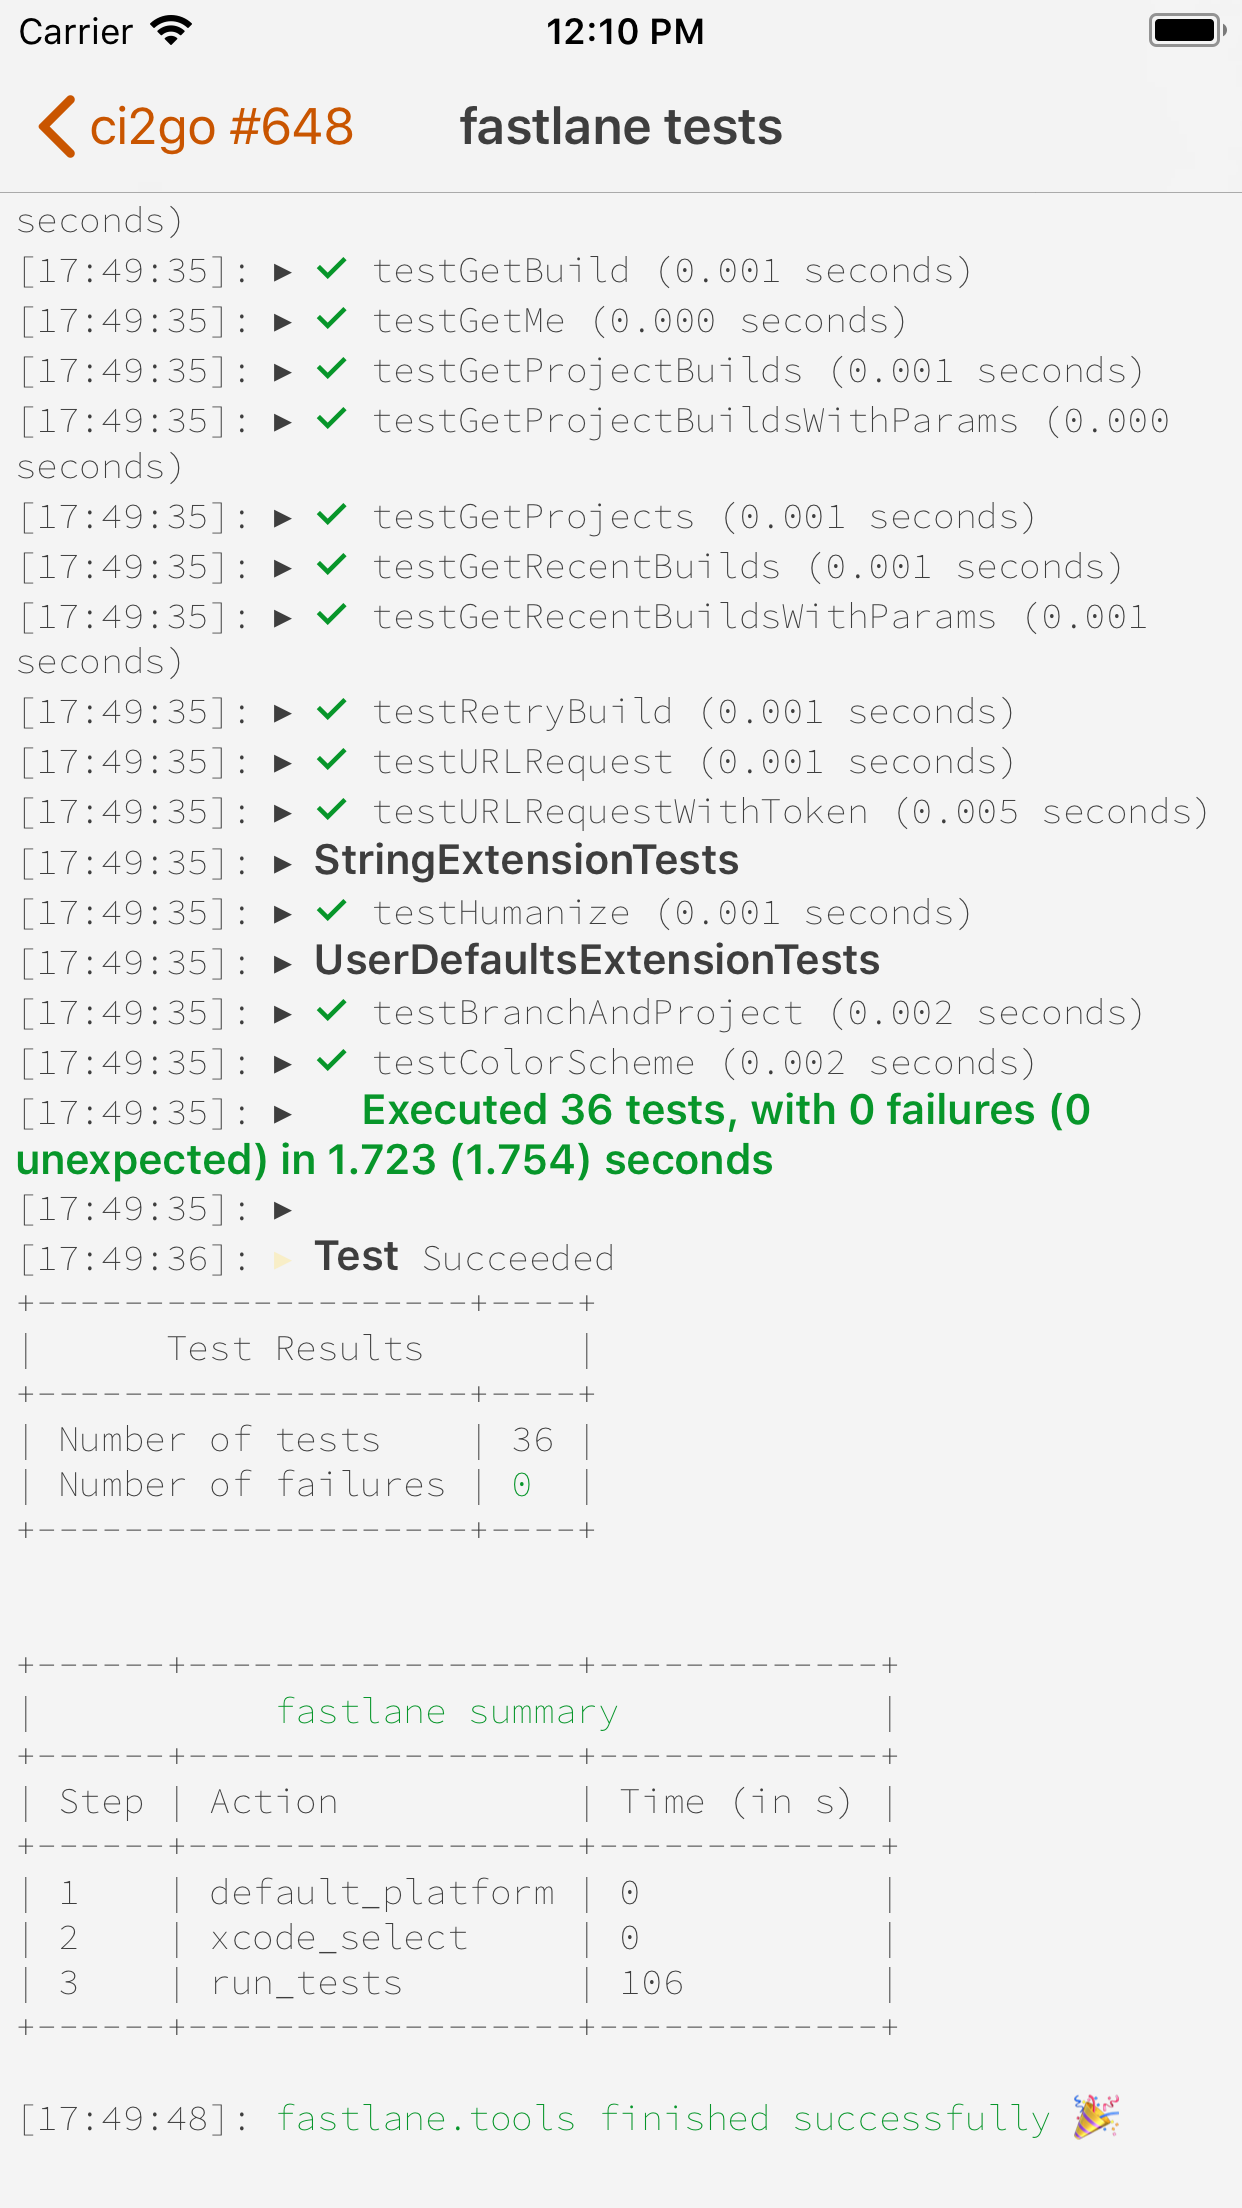 Carrier 12:10 PM
ci2go #648 fastlane tests
seconds)
[17:49:35]: ▸ ✓ testGetBuild (0.001 seconds)
[17:49:35]: ▸ ✓ testGetMe (0.000 seconds)
[17:49:35]: ▸ ✓ testGetProjectBuilds (0.001 seconds)
[17:49:35]: ▸ ✓ testGetProjectBuildsWithParams (0.000
seconds)
[17:49:35]: ▸ ✓ testGetProjects (0.001 seconds)
[17:49:35]: ▸ ✓ testGetRecentBuilds (0.001 seconds)
[17:49:35]: ▸ ✓ testGetRecentBuildsWithParams (0.001
seconds)
[17:49:35]: ▸ ✓ testRetryBuild (0.001 seconds)
[17:49:35]: ▸ ✓ testURLRequest (0.001 seconds)
[17:49:35]: ▸ ✓ testURLRequestWithToken (0.005 seconds)
[17:49:35]: ▸ StringExtensionTests
[17:49:35]: ▸ ✓ testHumanize (0.001 seconds)
[17:49:35]: ▸ UserDefaultsExtensionTests
[17:49:35]: ▸ ✓ testBranchAndProject (0.002 seconds)
[17:49:35]: ▸ ✓ testColorScheme (0.002 seconds)
[17:49:35]: ▸ Executed 36 tests, with 0 failures (0
unexpected) in 1.723 (1.754) seconds
[17:49:35]: ▸
[17:49:36]: ▸ Test Succeeded
+--------------------+----+
|      Test Results       |
+--------------------+----+
| Number of tests    | 36 |
| Number of failures | 0  |
+--------------------+----+
+------+------------------+-------------+
|           fastlane summary            |
+------+------------------+-------------+
| Step | Action           | Time (in s) |
+------+------------------+-------------+
| 1    | default_platform | 0           |
| 2    | xcode_select     | 0           |
| 3    | run_tests        | 106         |
+------+------------------+-------------+
[17:49:48]: fastlane.tools finished successfully 🎉